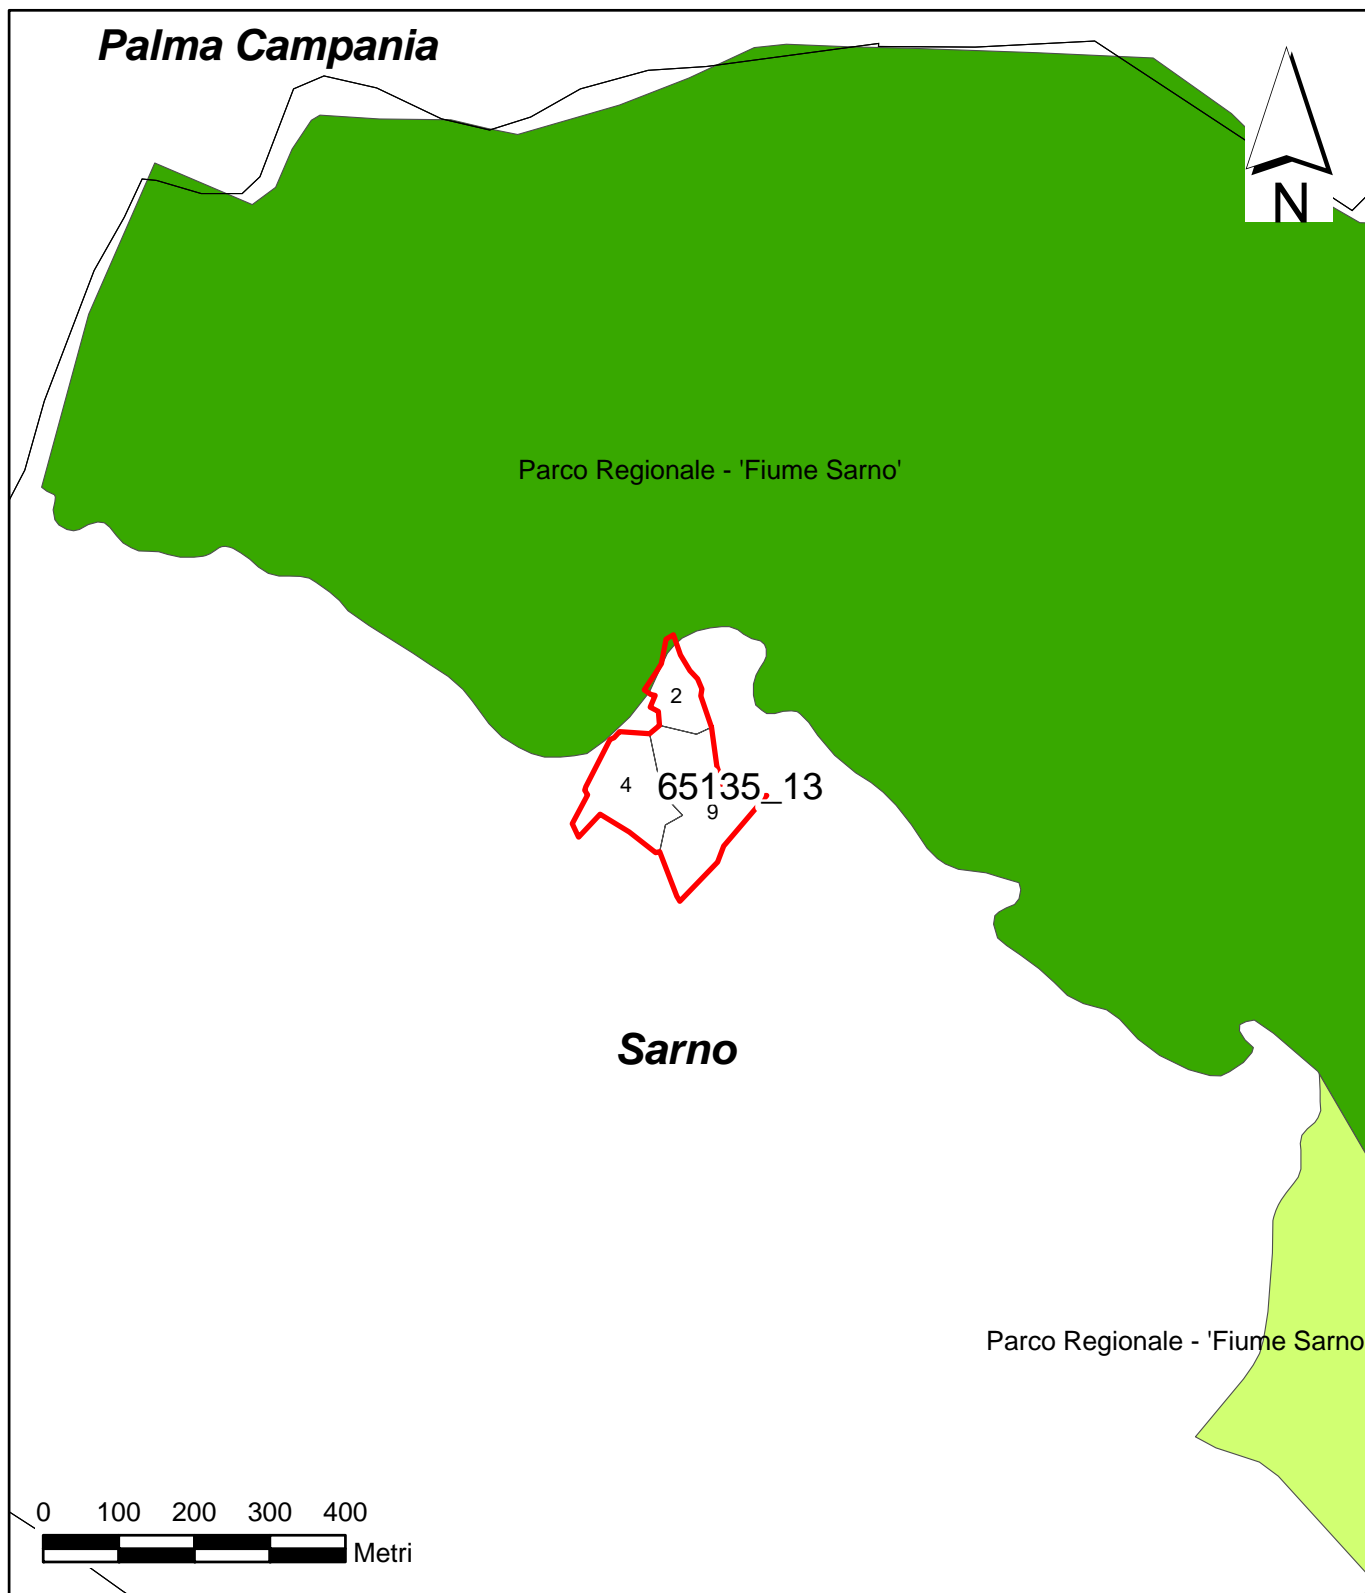 Palma Campania
N
Parco Regionale - 'Fiume Sarno'
2
4
65135_13
9
Sarno
Parco Regionale - 'Fiume Sarno
0 100 200 300 400
Metri